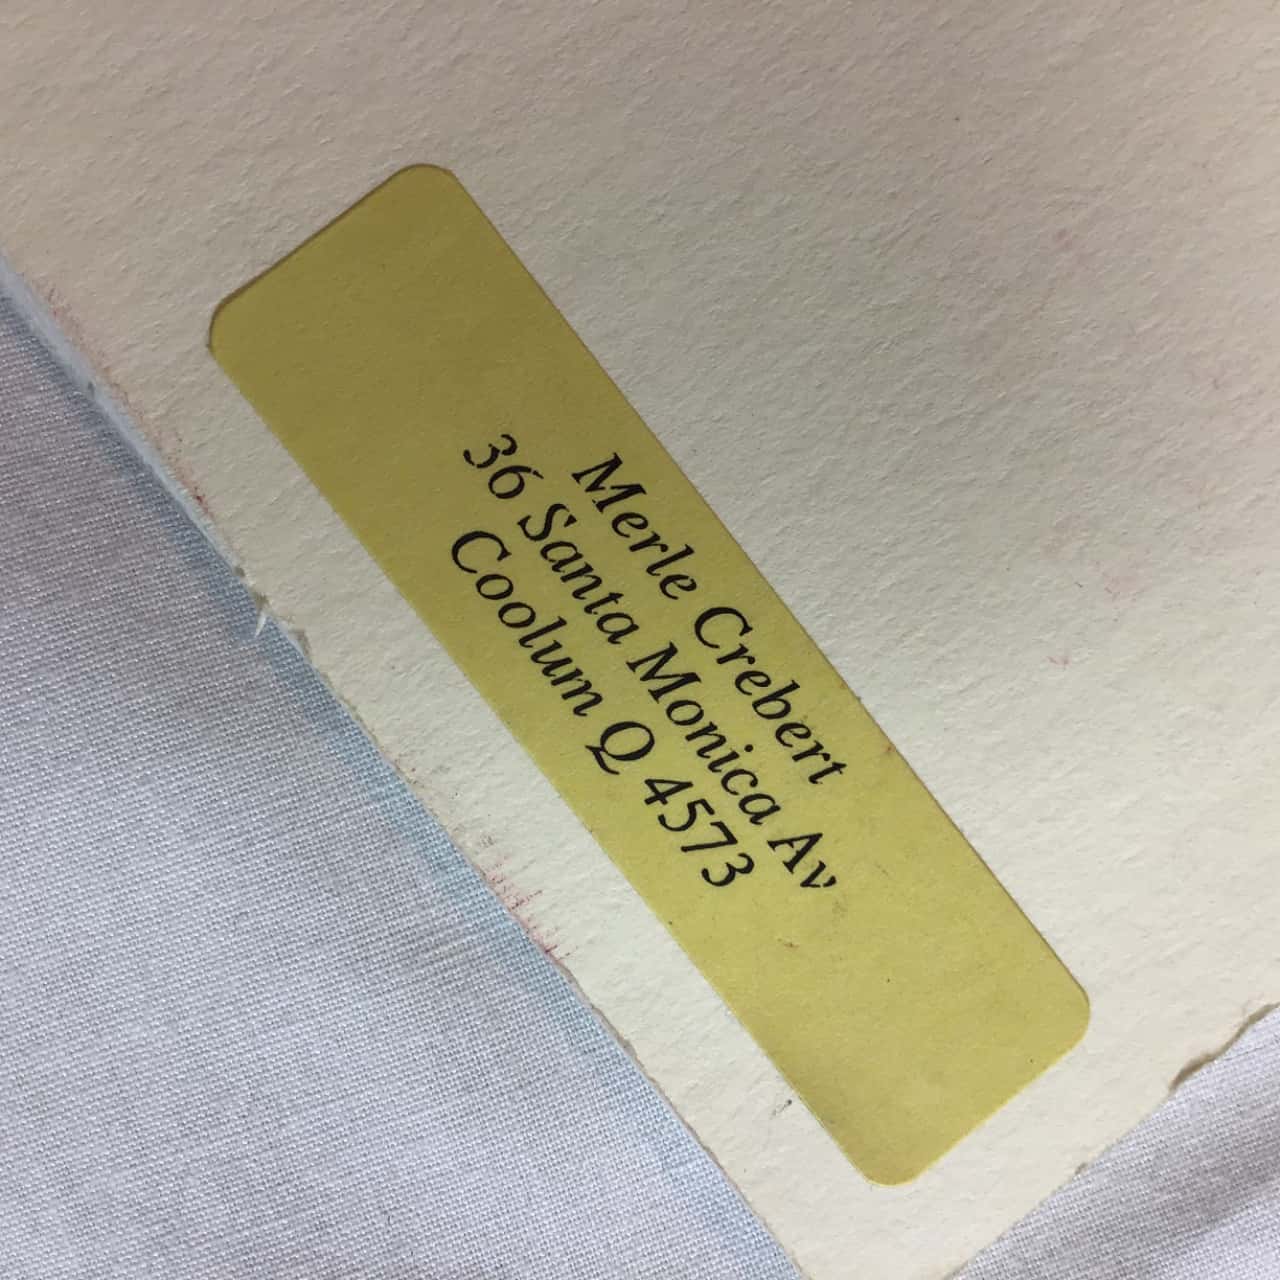 Merle Crebert
36 Santa Monica Av
Coolum Q 4573